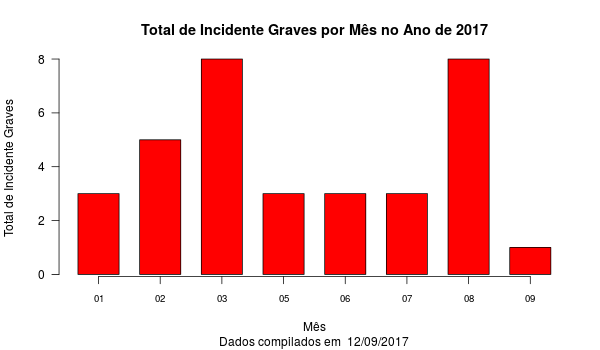 Total de Incidente Graves por Mês no Ano de 2017
Total de Incidente Graves
8
6
4
2
0
01 02 03 05 06 07 08 09
Mês
Dados compilados em 12/09/2017